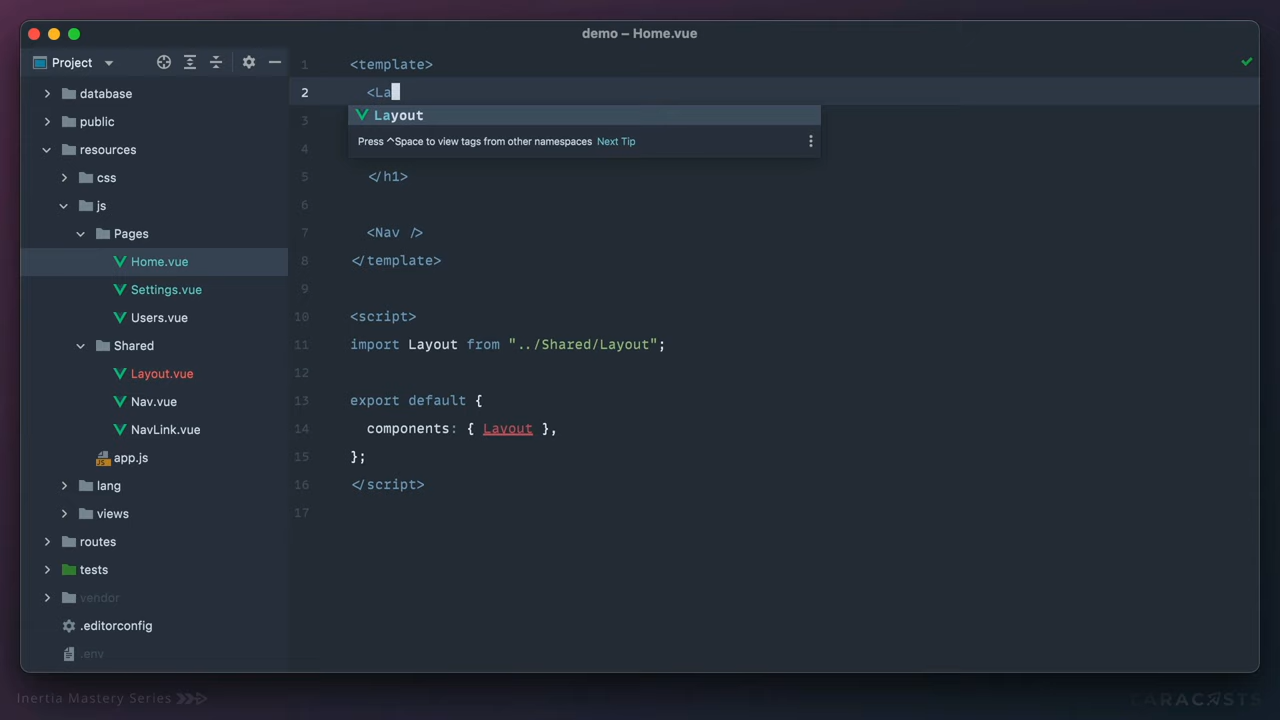 demo – Home.vue
Project
database
public
resources
css
js
Pages
Home.vue
Settings.vue
Users.vue
Shared
Layout.vue
Nav.vue
NavLink.vue
app.js
lang
views
routes
tests
vendor
.editorconfig
.env
1 <template>
2 <La
Layout
Press ^Space to view tags from other namespaces Next Tip
3
4
5 </h1>
6
7 <Nav />
8 </template>
9
10 <script>
11 import Layout from "../Shared/Layout";
12
13 export default {
14 components: { Layout },
15 };
16 </script>
17
Inertia Mastery Series
LARACASTS